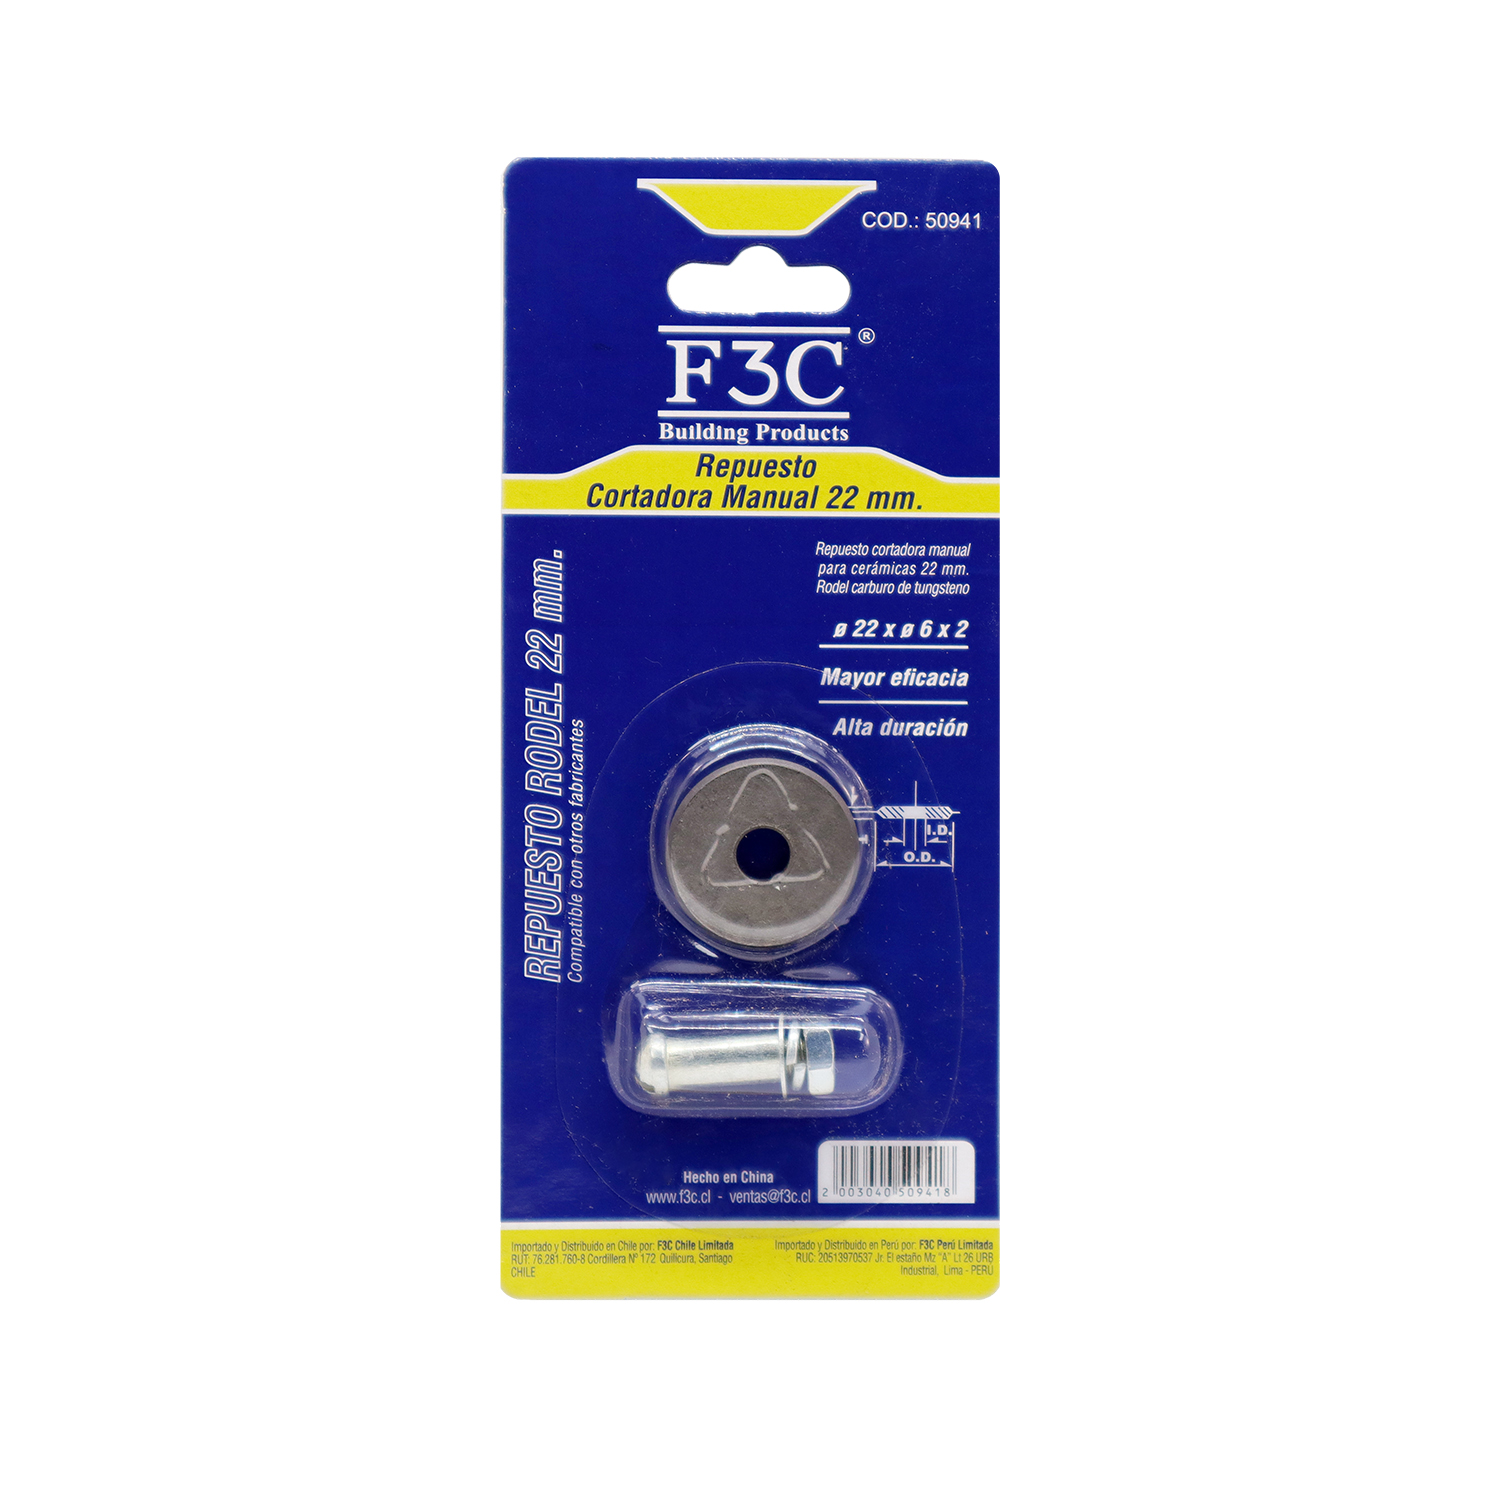 COD.: 50941
F3C®
Building Products
Repuesto
Cortadora Manual 22 mm.
Repuesto cortadora manual
para cerámicas 22 mm.
Rodel carburo de tungsteno
ø 22 x ø 6 x 2
Mayor eficacia
Alta duración
REPUESTO RODEL 22 mm.
Compatible con otros fabricantes
I.D.
O.D.
Hecho en China
www.f3c.cl - ventas@f3c.cl
2 003040 509418
Importado y Distribuido en Chile por: F3C Chile Limitada
RUT: 76.281.760-8 Cordillera Nº 172 Quilicura, Santiago
CHILE
Importado y Distribuido en Perú por: F3C Perú Limitada
RUC: 20513970537 Jr. El estaño Mz "A" Lt 26 URB
Industrial, Lima - PERU